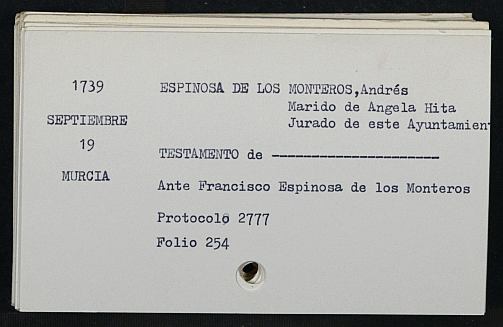 1739
SEPTIEMBRE
19
MURCIA
ESPINOSA DE LOS MONTEROS,Andrés
Marido de Angela Hita
Jurado de este Ayuntamien
TESTAMENTO de ---------------------
Ante Francisco Espinosa de los Monteros
Protocolo 2777
Folio 254